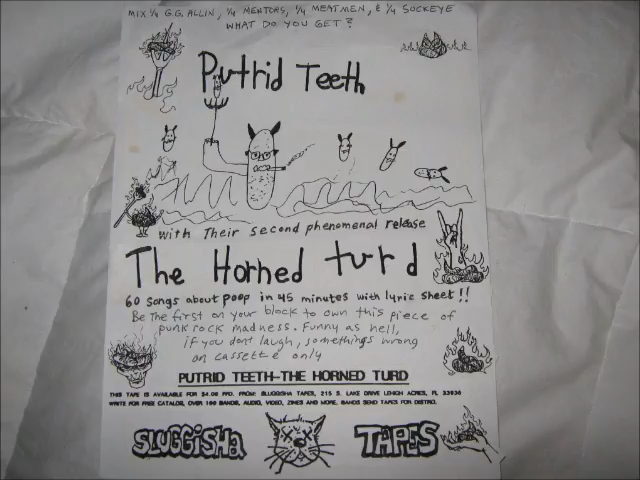 MIX ¼ G.G. ALLIN, ¼ MENTORS, ¼ MEATMEN, & ¼ SOCKEYE
WHAT DO YOU GET?
Putrid Teeth
with Their second phenomenal release
The Horned turd
60 songs about poop in 45 minutes with lyric sheet!!
Be The first on your block to own this piece of
punk rock madness. Funny as hell,
if you dont laugh, somethings wrong
on cassette only
PUTRID TEETH-THE HORNED TURD
THIS TAPE IS AVAILABLE FOR $4.00 PPD. FROM: SLUGGISHA TAPES, 215 S. LAKE DRIVE LEHIGH ACRES, FL 33936
WRITE FOR FREE CATALOG, OVER 100 BANDS, AUDIO, VIDEO, ZINES AND MORE. BANDS SEND TAPES FOR DISTRO.
SLUGGISHA TAPES